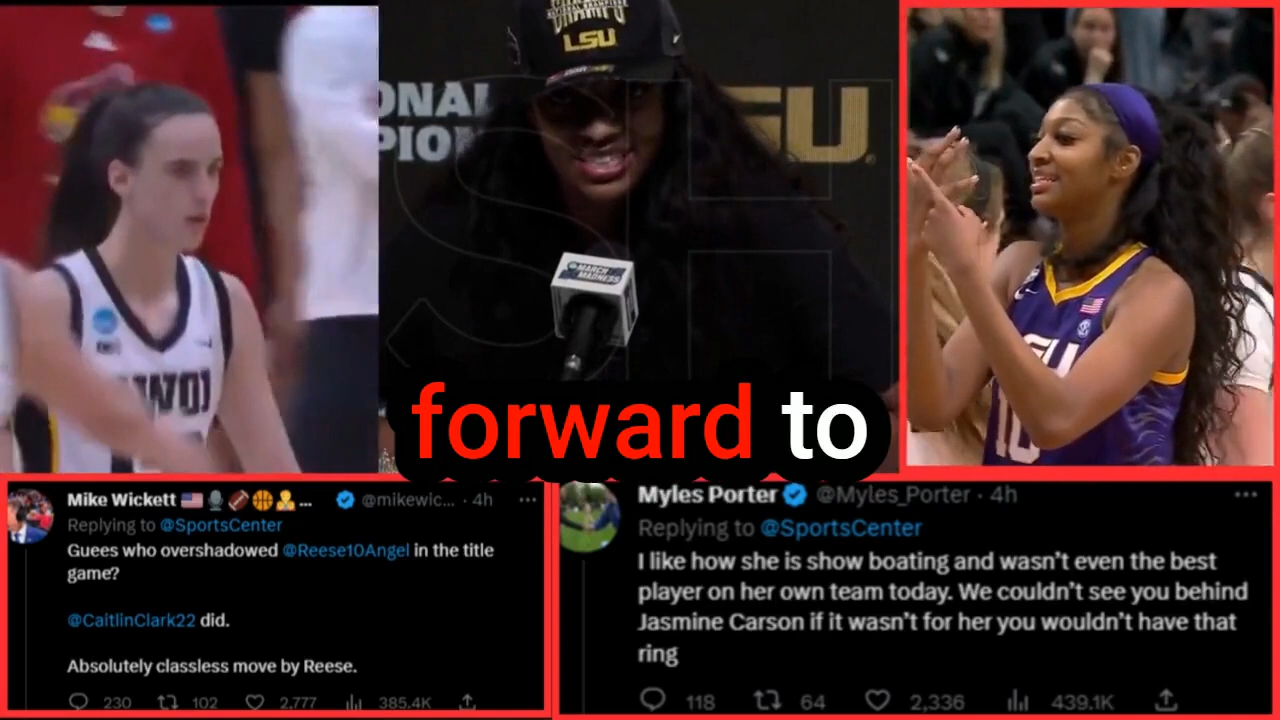 LSU
ONAL
PION
SU
MARCH
MADNESS
LSU
10
forward to
Mike Wickett ... @mikewic... · 4h
Replying to @SportsCenter
Guees who overshadowed @Reese10Angel in the title
game?
@CaitlinClark22 did.
Absolutely classless move by Reese.
230 102 2,777 385.4K
Myles Porter @Myles_Porter · 4h
Replying to @SportsCenter
I like how she is show boating and wasn't even the best
player on her own team today. We couldn't see you behind
Jasmine Carson if it wasn't for her you wouldn't have that
ring
118 64 2,336 439.1K